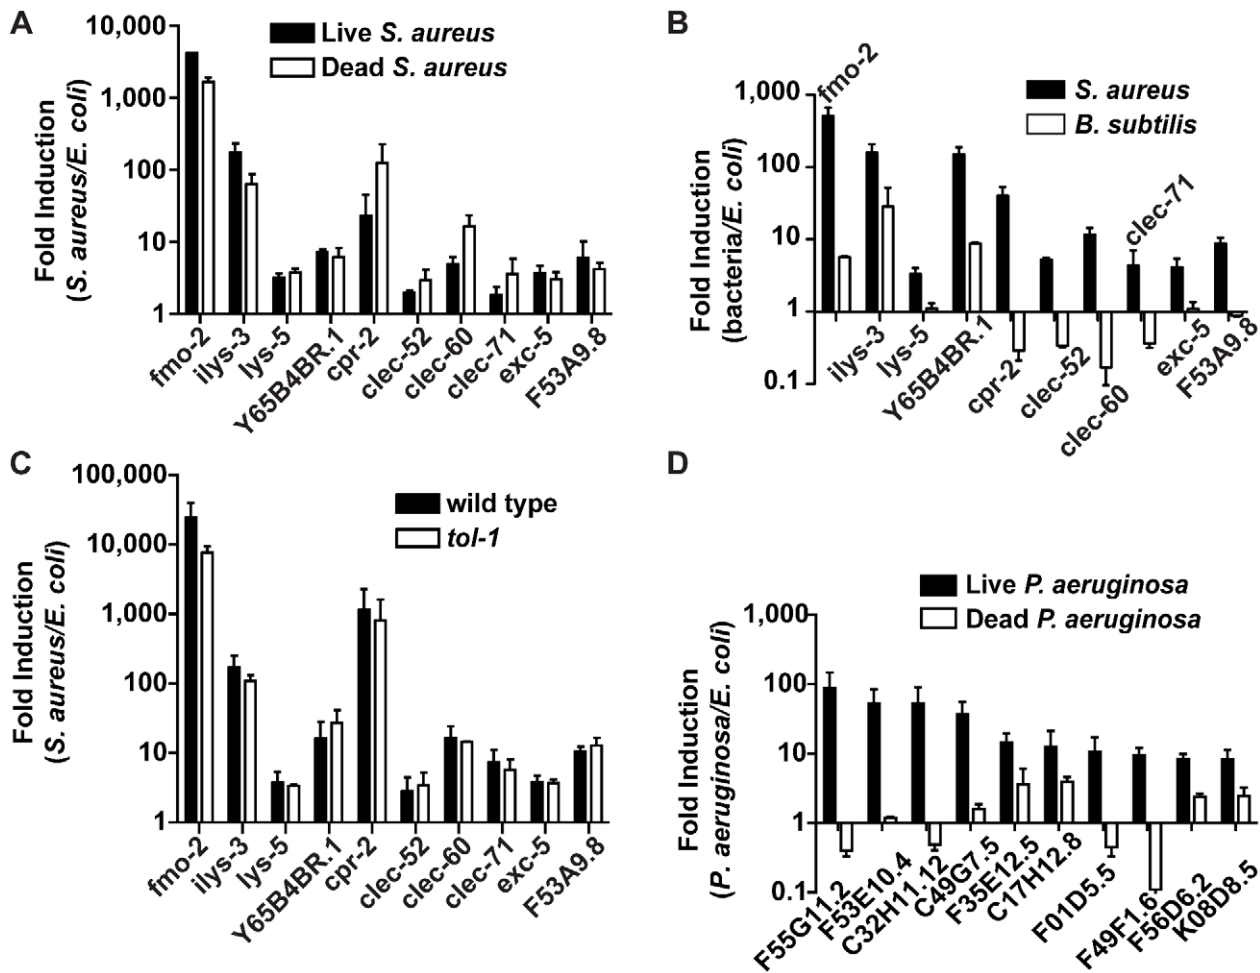 A
10,000
1,000
100
10
1
Fold Induction
(S. aureus/E. coli)
Live S. aureus
Dead S. aureus
fmo-2
ilys-3
lys-5
Y65B4BR.1
cpr-2
clec-52
clec-60
clec-71
exc-5
F53A9.8
B
1,000
100
10
1
0.1
Fold Induction
(bacteria/E. coli)
S. aureus
B. subtilis
fmo-2
ilys-3
lys-5
Y65B4BR.1
cpr-2
clec-52
clec-60
clec-71
exc-5
F53A9.8
C
100,000
10,000
1,000
100
10
1
Fold Induction
(S. aureus/E. coli)
wild type
tol-1
fmo-2
ilys-3
lys-5
Y65B4BR.1
cpr-2
clec-52
clec-60
clec-71
exc-5
F53A9.8
D
1,000
100
10
1
0.1
Fold Induction
(P. aeruginosa/E. coli)
Live P. aeruginosa
Dead P. aeruginosa
F55G11.2
F53E10.4
C32H11.12
C49G7.5
F35E12.5
C17H12.8
F01D5.5
F49F1.6
F56D6.2
K08D8.5